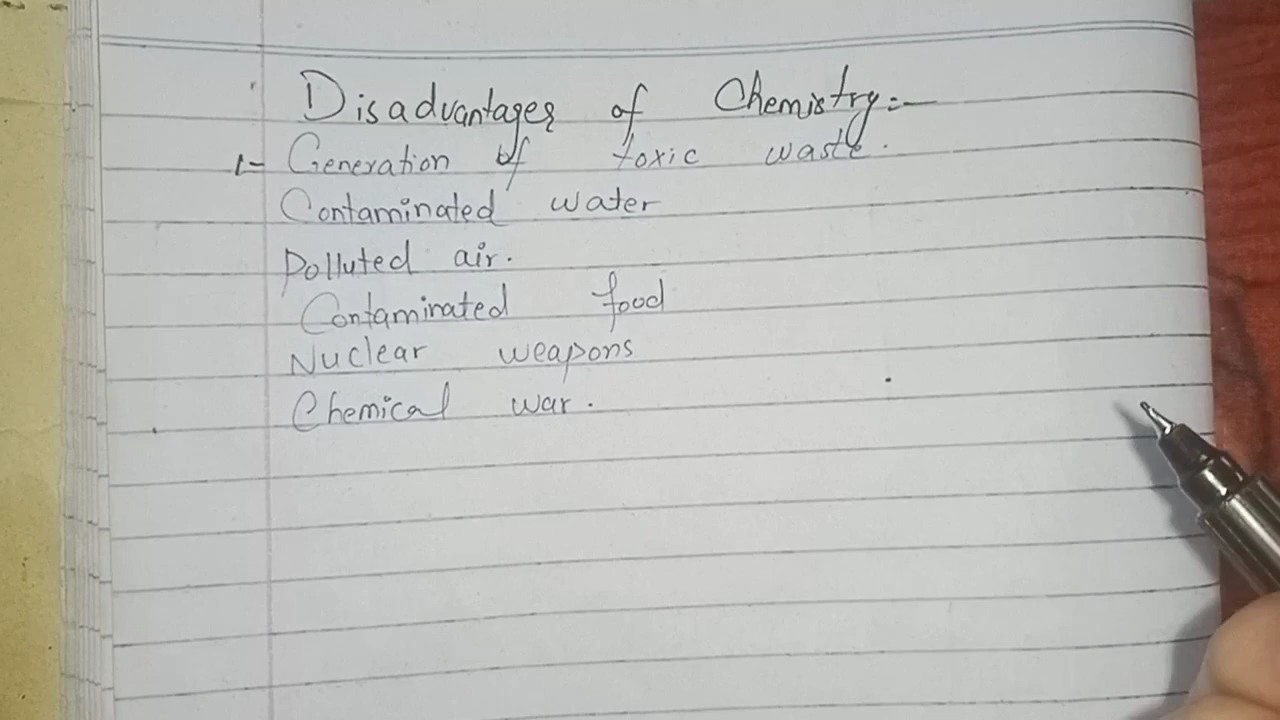 Disadvantages of Chemistry:-
1- Generation of toxic waste.
Contaminated water
Polluted air.
Contaminated food
Nuclear weapons
Chemical war.